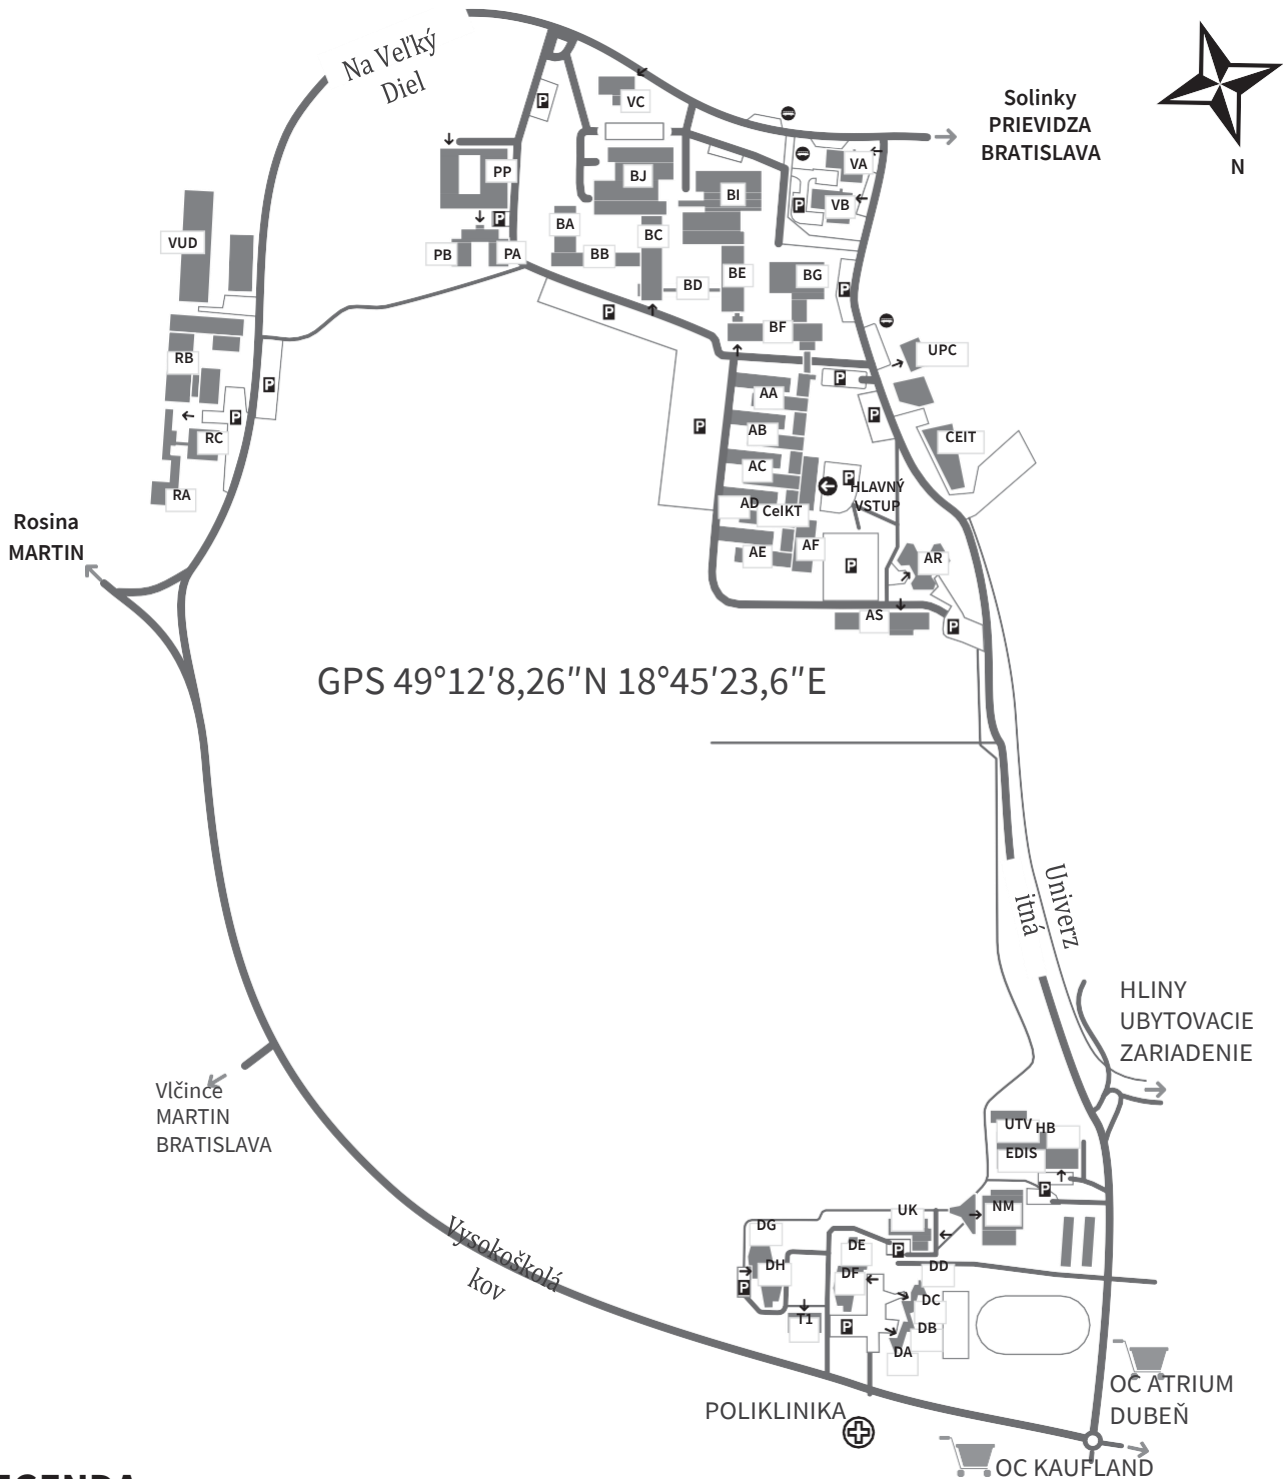 Na Veľký
Diel
Solinky
PRIEVIDZA
BRATISLAVA
N
VC
P
VA
PP
BJ
BI
VB
P
P
BA
BC
VUD
PB
PA
BB
BE
BG
BD
P
P
BF
UPC
RB
P
AA
P
P
P
RC
P
AB
CEIT
AC
P
HLAVNÝ
VSTUP
RA
AD
CeIKT
Rosina
MARTIN
AE
AF
AR
P
AS
P
GPS 49°12′8,26″N 18°45′23,6″E
Univerz
itná
HLINY
UBYTOVACIE
ZARIADENIE
Vlčince
MARTIN
BRATISLAVA
UTV
HB
EDIS
P
NM
UK
DG
DE
P
DH
DF
DD
P
DC
T1
P
DB
DA
Vysokoškolá
kov
OC ATRIUM
DUBEŇ
POLIKLINIKA
OC KAUFLAND